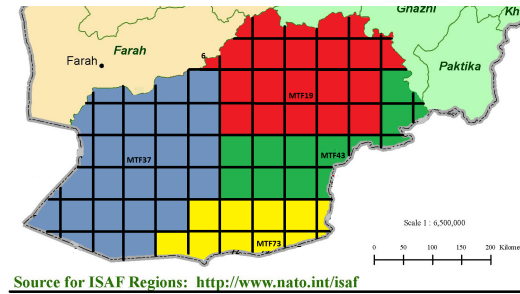 Ghazni
Kh
Farah
6
Farah
Paktika
MTF19
MTF37
MTF43
Scale 1 : 6,500,000
MTF73
0 50 100 150 200 Kilome
Source for ISAF Regions: http://www.nato.int/isaf